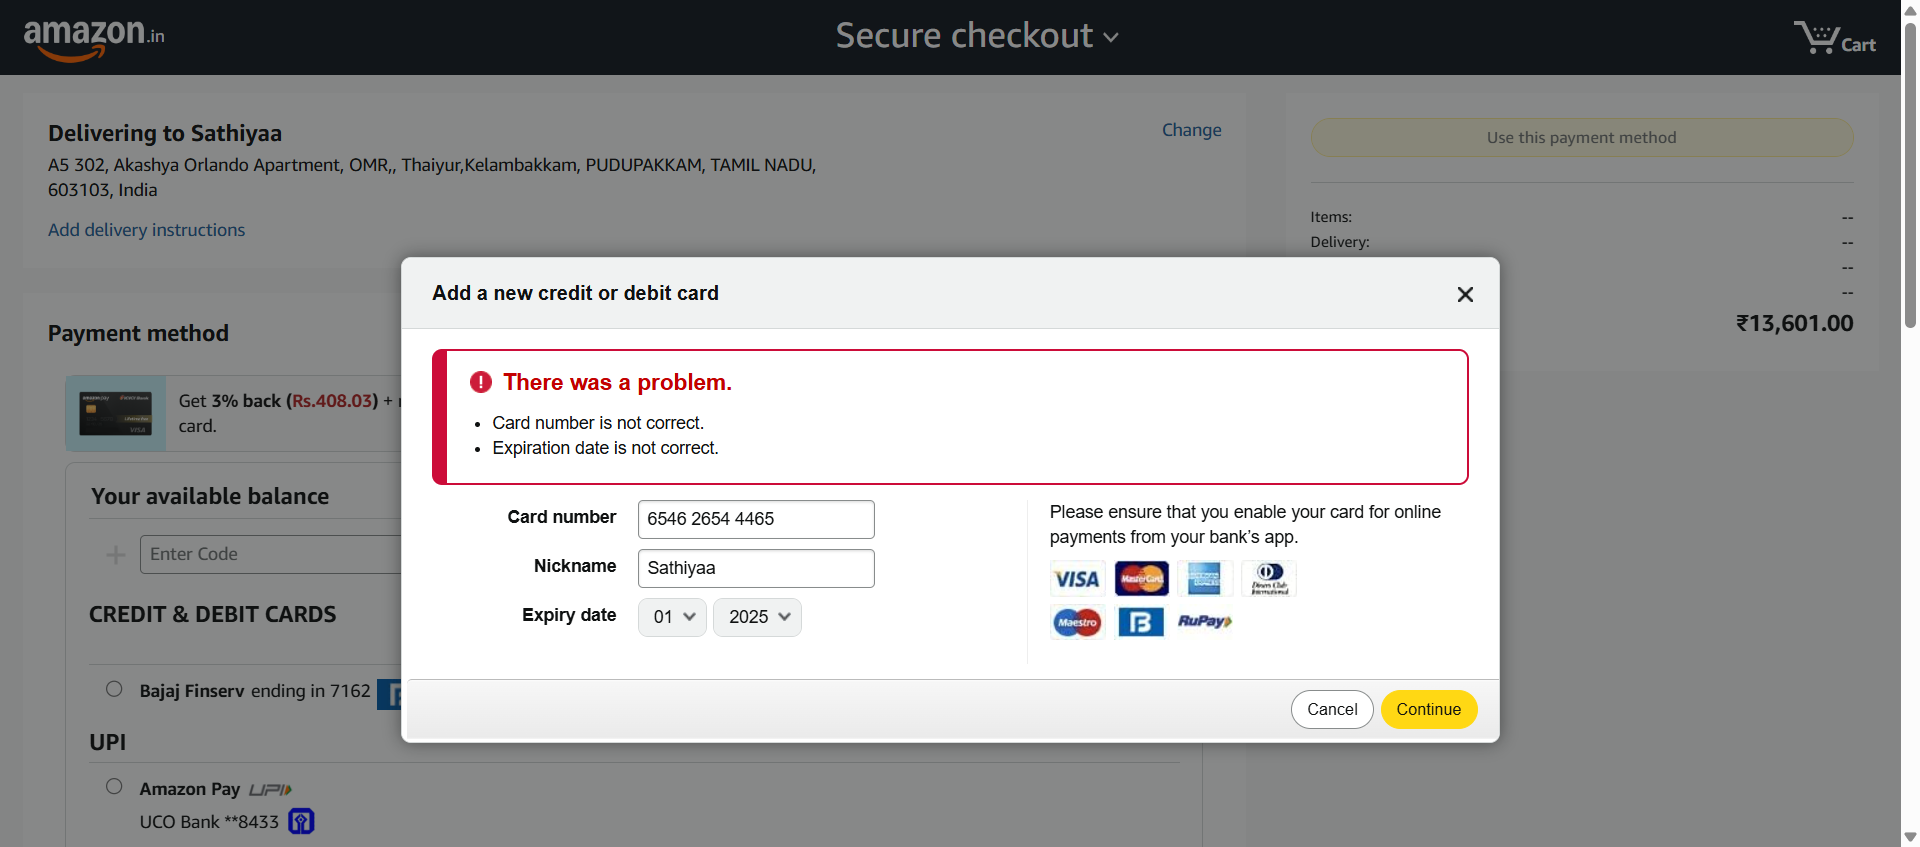 amazon.in
Secure checkout
Cart
Delivering to Sathiyaa
Change
A5 302, Akashya Orlando Apartment, OMR,, Thaiyur,Kelambakkam, PUDUPAKKAM, TAMIL NADU,
603103, India
Add delivery instructions
Use this payment method
Items: --
Delivery: --
--
--
₹13,601.00
Payment method
Get 3% back (Rs.408.03) +
card.
Your available balance
Enter Code
CREDIT & DEBIT CARDS
Bajaj Finserv ending in 7162
UPI
Amazon Pay UPI
UCO Bank **8433
Add a new credit or debit card
There was a problem.
Card number is not correct.
Expiration date is not correct.
Card number 6546 2654 4465
Nickname Sathiyaa
Expiry date 01 2025
Please ensure that you enable your card for online
payments from your bank’s app.
VISA MasterCard AMERICAN EXPRESS Diners Club International
Maestro B RuPay
Cancel Continue